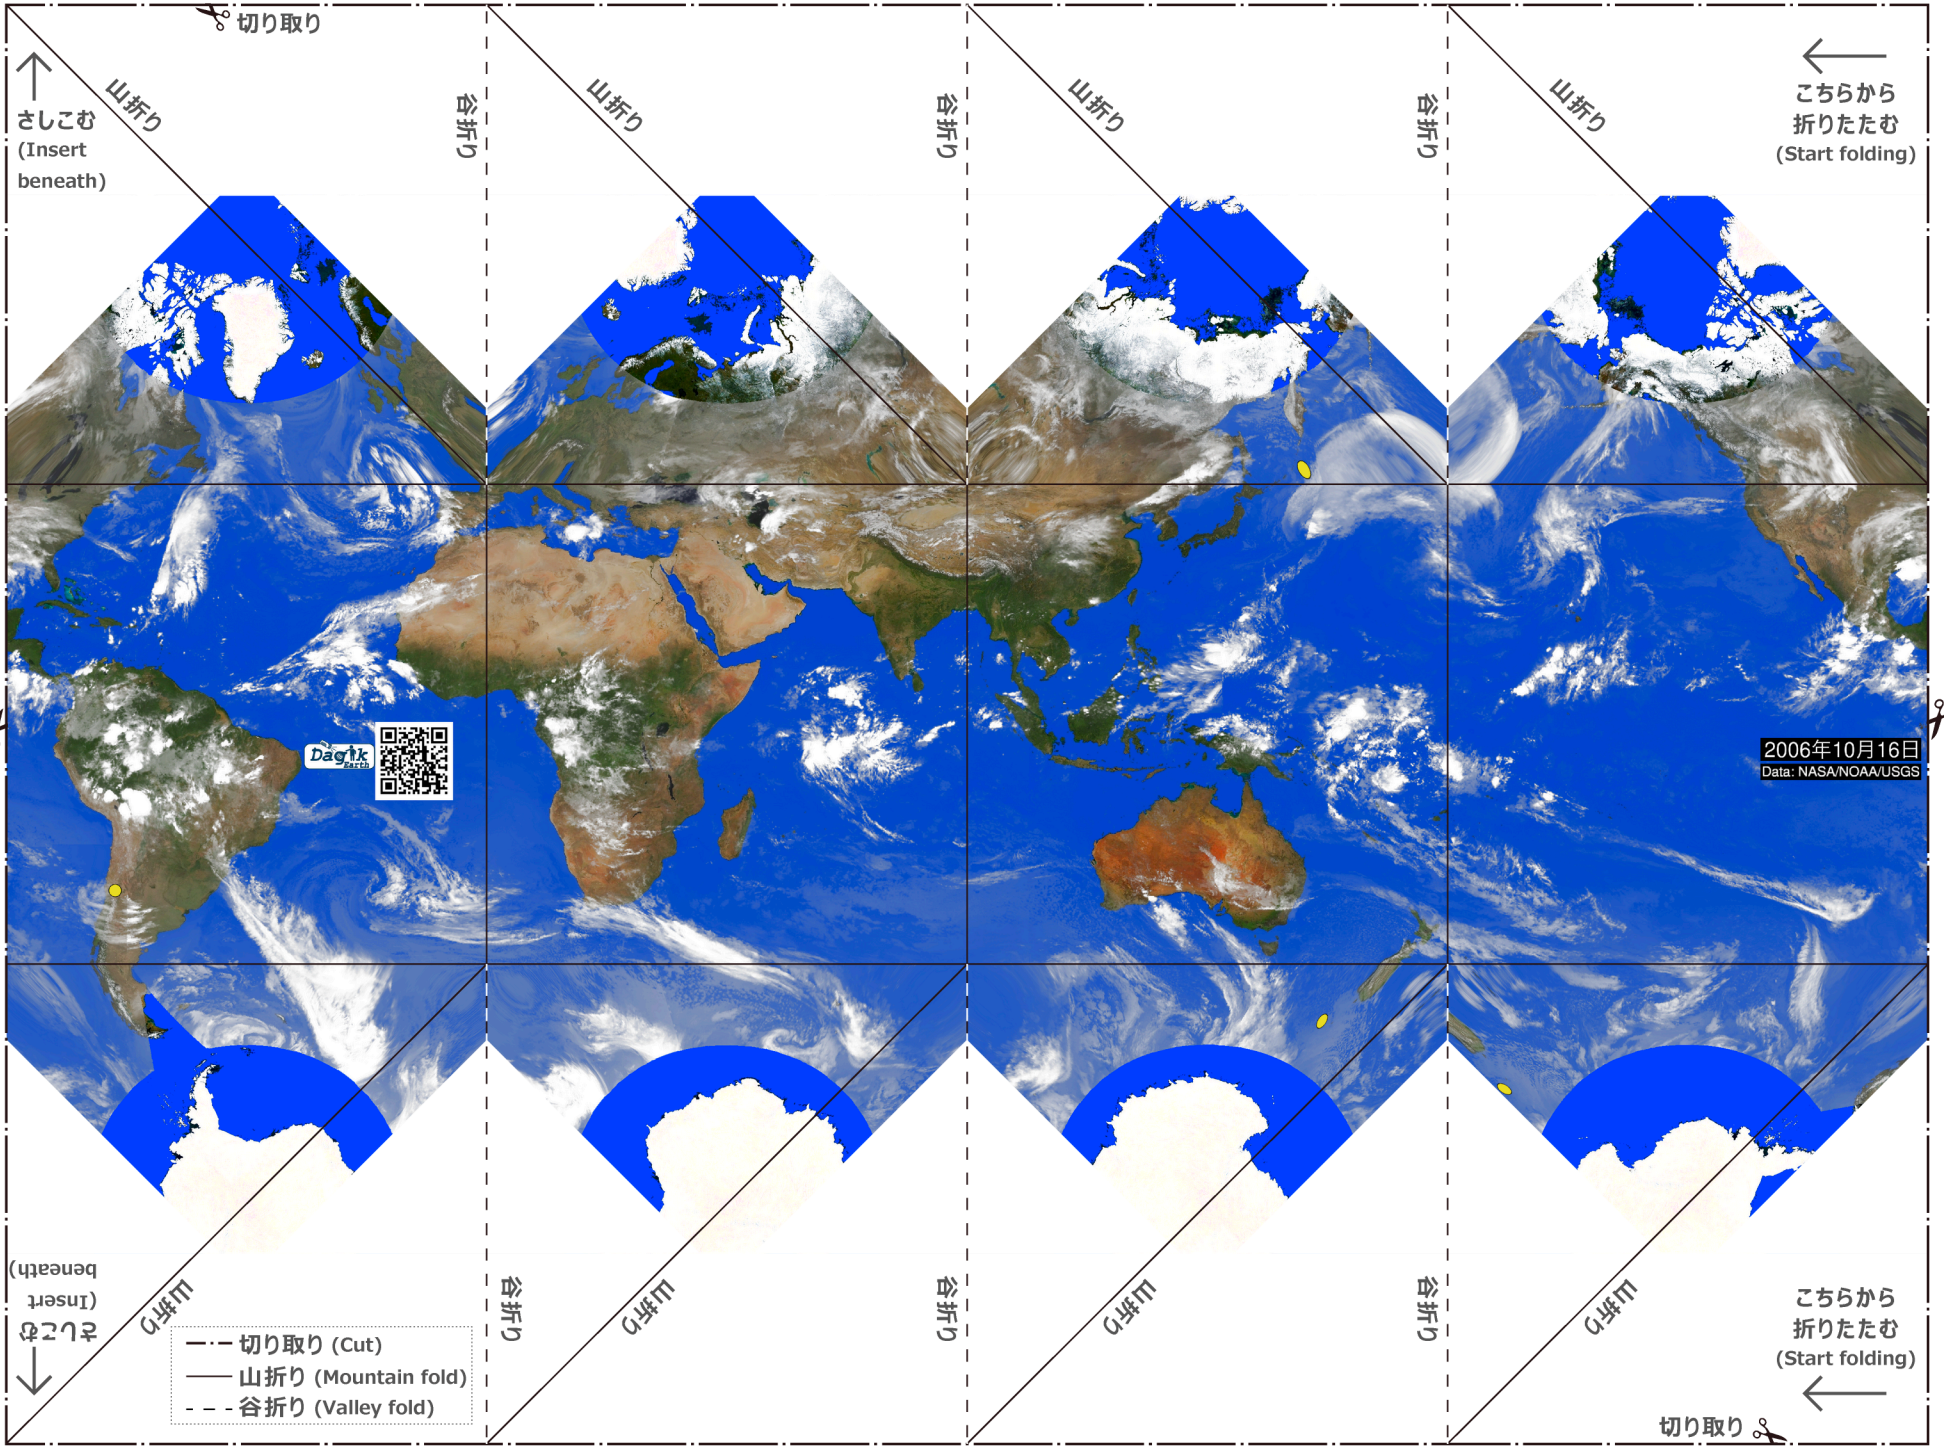 切り取り
山折り
谷折り
山折り
谷折り
山折り
谷折り
山折り
さしこむ
(Insert
beneath)
こちらから
折りたたむ
(Start folding)
Dagik
Earth
2006年10月16日
Data: NASA/NOAA/USGS
さしこむ
(Insert
beneath)
山折り
谷折り
山折り
谷折り
山折り
谷折り
山折り
切り取り (Cut)
山折り (Mountain fold)
谷折り (Valley fold)
こちらから
折りたたむ
(Start folding)
切り取り